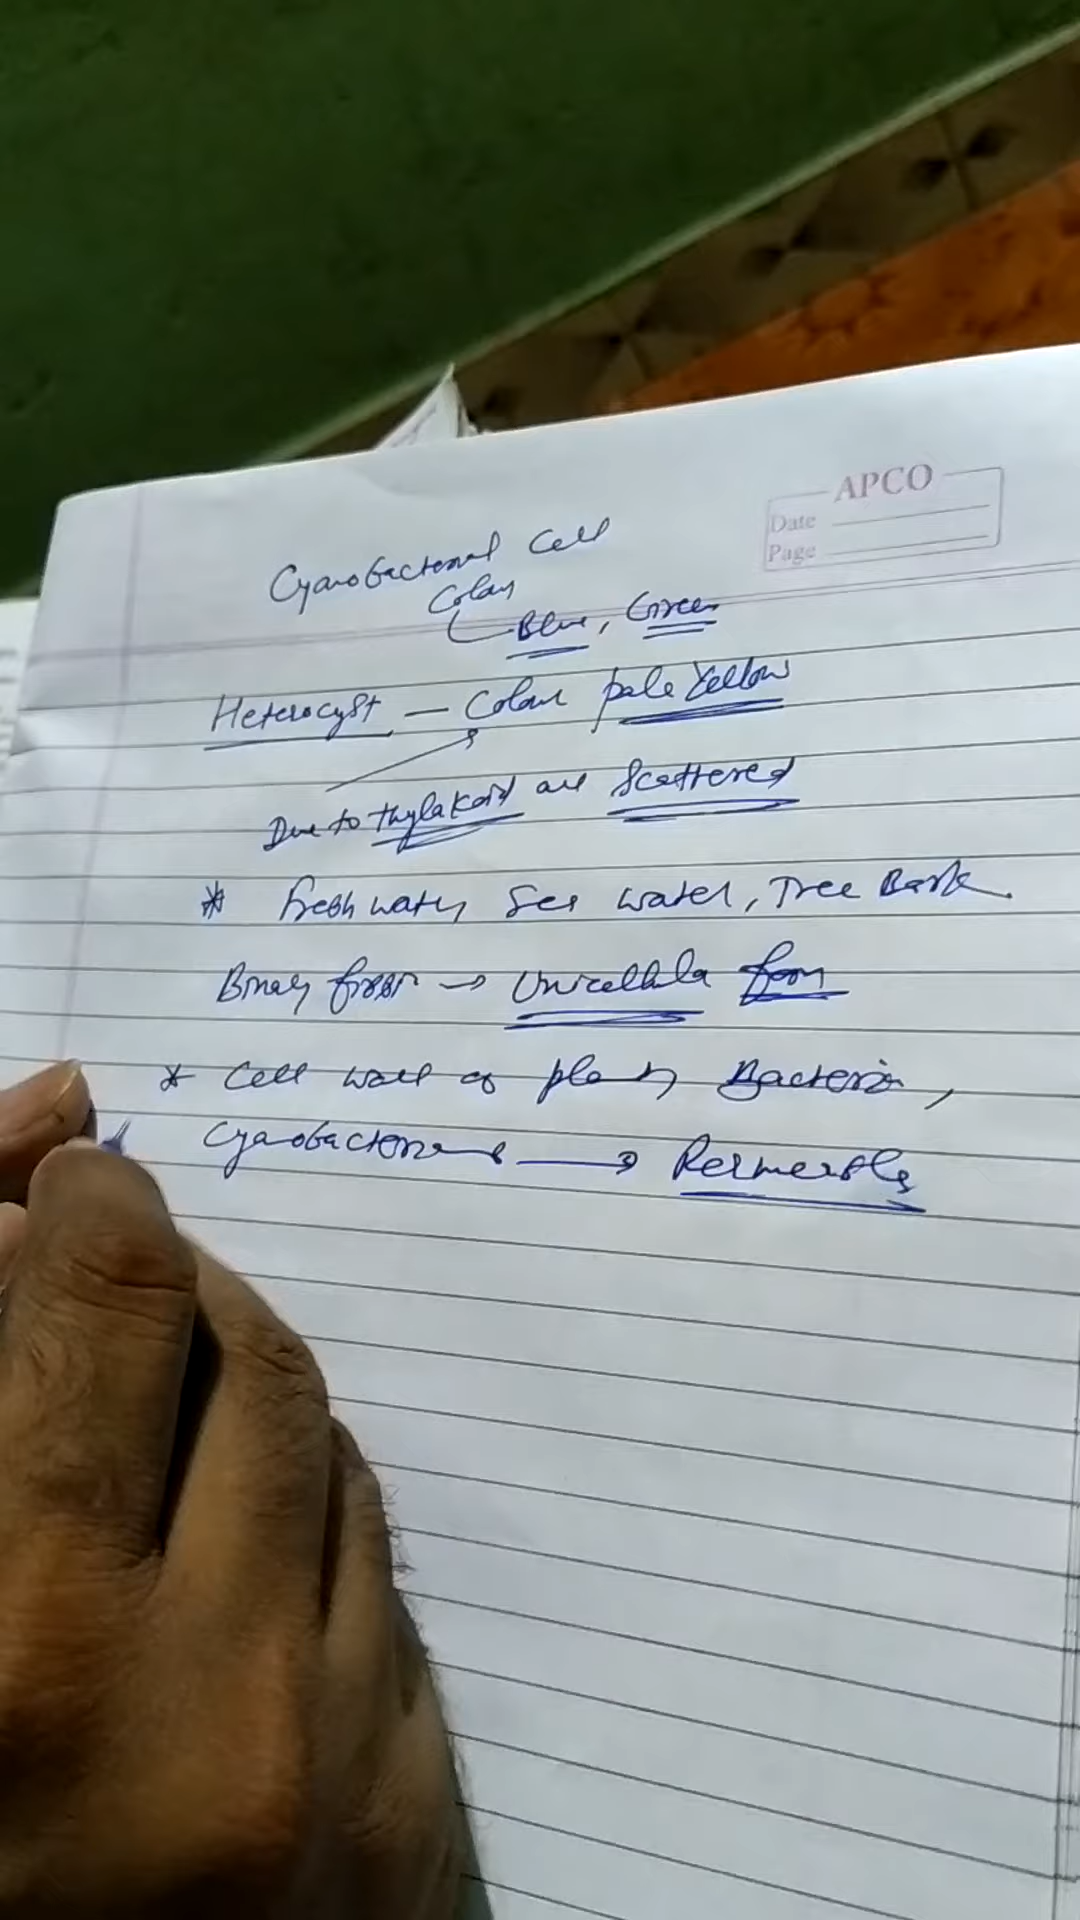 APCO
Date
Page
Cyanobacterial Cell
Colour
Blue, Green
Heterocyst — Colour pale Yellow
Due to thylakoid are Scattered
* fresh water, Sea water, Tree Bark
Binary fission → Unicellular form
* Cell wall of plant, Bacteria,
Cyanobacterial → Permeable